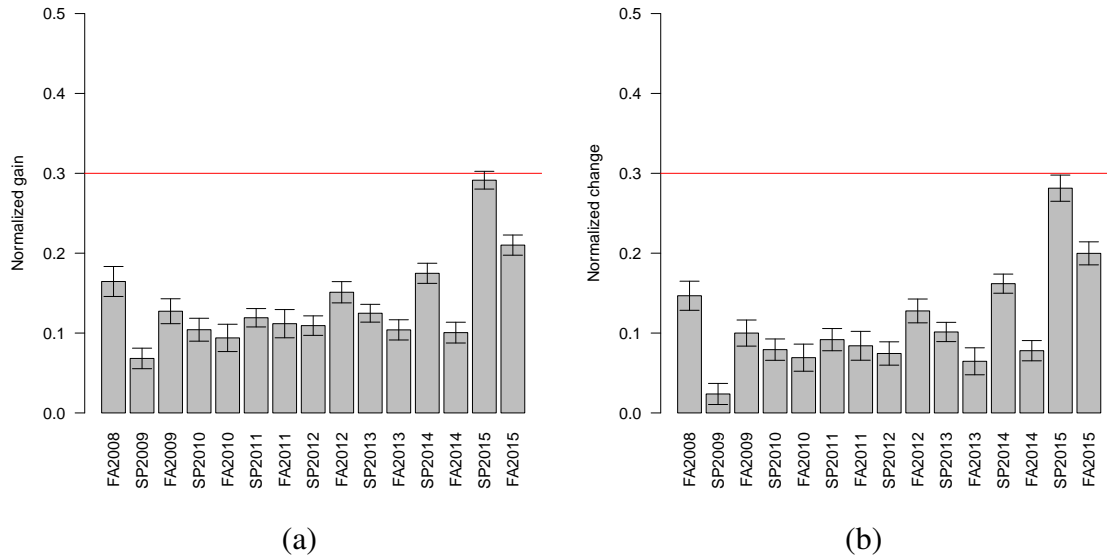 Normalized gain
0.5
0.4
0.3
0.2
0.1
0.0
FA2008
SP2009
FA2009
SP2010
FA2010
SP2011
FA2011
SP2012
FA2012
SP2013
FA2013
SP2014
FA2014
SP2015
FA2015
(a)
Normalized change
0.5
0.4
0.3
0.2
0.1
0.0
FA2008
SP2009
FA2009
SP2010
FA2010
SP2011
FA2011
SP2012
FA2012
SP2013
FA2013
SP2014
FA2014
SP2015
FA2015
(b)